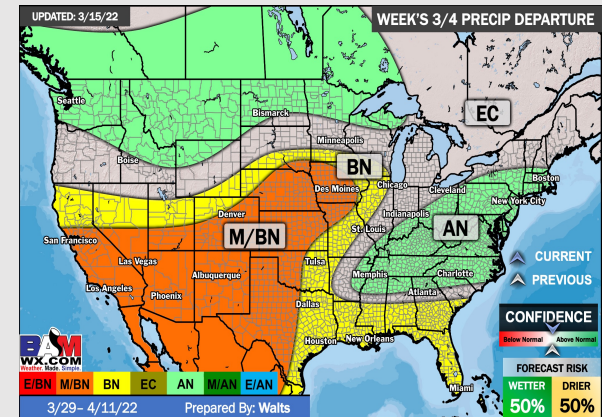 UPDATED: 3/15/22
WEEK'S 3/4 PRECIP DEPARTURE
Seattle
Bismarck
EC
Minneapolis
Boise
BN
Boston
Chicago
Cleveland
Des Moines
New York City
Denver
Indianapolis
AN
M/BN
St. Louis
San Francisco
Las Vegas
CURRENT
Tulsa
Albuquerque
Memphis
Charlotte
PREVIOUS
Los Angeles
Phoenix
Atlanta
Dallas
CONFIDENCE
Below Normal Above Normal
Houston
New Orleans
BAM
WX.COM
Weather. Made. Simple.
FORECAST RISK
Miami
WETTER DRIER
E/BN M/BN BN EC AN M/AN E/AN
50% 50%
3/29– 4/11/22 Prepared By: Walts